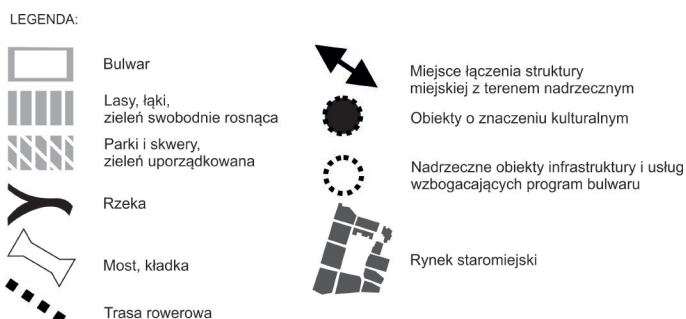 LEGENDA:
Bulwar
Lasy, łąki,
zieleń swobodnie rosnąca
Parki i skwery,
zieleń uporządkowana
Rzeka
Most, kładka
Trasa rowerowa
Miejsce łączenia struktury
miejskiej z terenem nadrzecznym
Obiekty o znaczeniu kulturalnym
Nadrzeczne obiekty infrastruktury i usług
wzbogacających program bulwaru
Rynek staromiejski